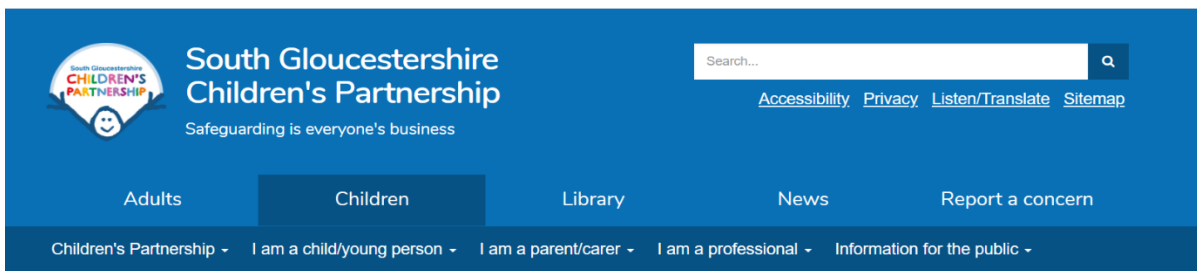 South Gloucestershire
CHILDREN'S
PARTNERSHIP
South Gloucestershire
Children's Partnership
Safeguarding is everyone's business
Search...
Accessibility Privacy Listen/Translate Sitemap
Adults Children Library News Report a concern
Children's Partnership I am a child/young person I am a parent/carer I am a professional Information for the public